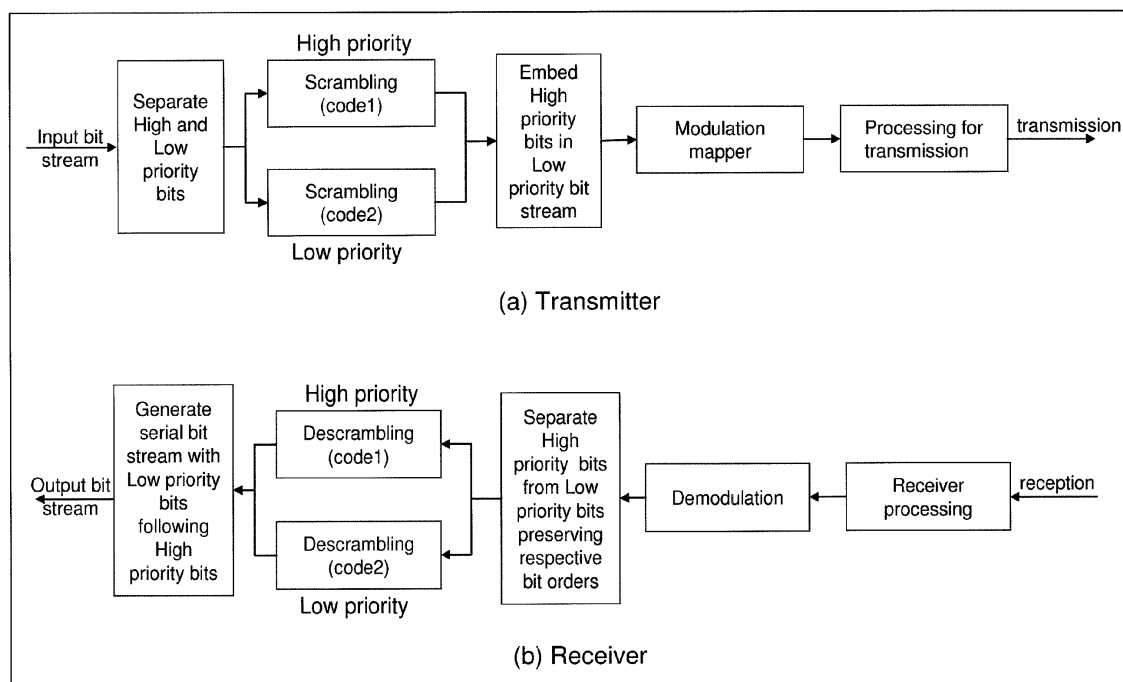 High priority
Input bit
stream
Separate
High and
Low
priority
bits
Scrambling
(code1)
Scrambling
(code2)
Low priority
Embed
High
priority
bits in
Low
priority bit
stream
Modulation
mapper
Processing for
transmission
transmission
(a) Transmitter
High priority
Output bit
stream
Generate
serial bit
stream with
Low priority
bits
following
High
priority bits
Descrambling
(code1)
Descrambling
(code2)
Low priority
Separate
High
priority bits
from Low
priority bits
preserving
respective
bit orders
Demodulation
Receiver
processing
reception
(b) Receiver